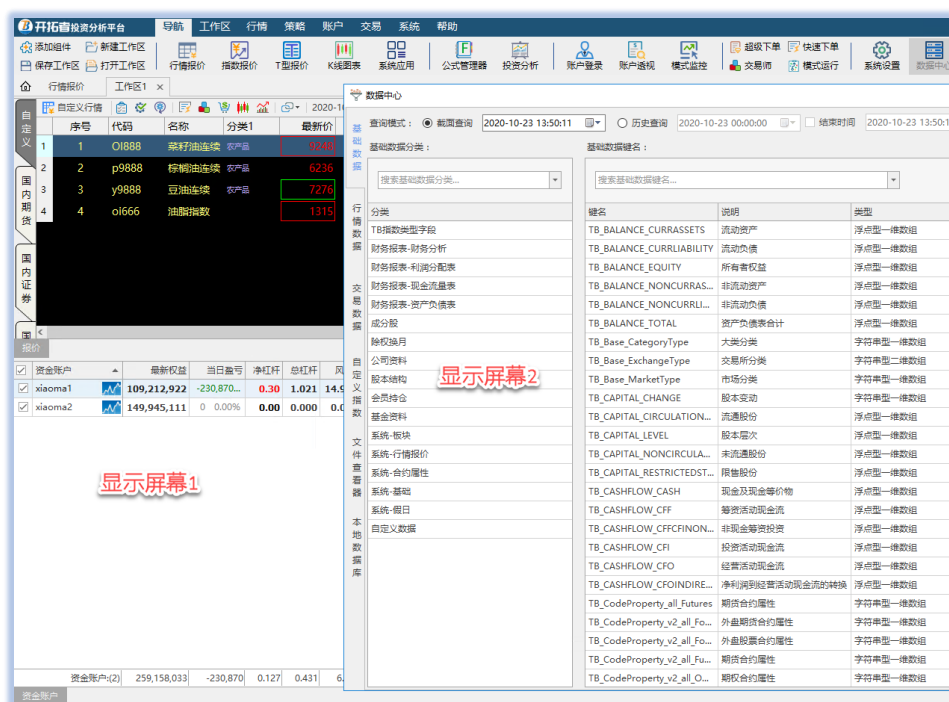 开拓者投资分析平台 导航 工作区 行情 策略 账户 交易 系统 帮助
添加组件 新建工作区 超级下单 快速下单
保存工作区 打开工作区 行情报价 指数报价 T型报价 K线图表 系统应用 公式管理器 投资分析 账户登录 账户透视 模式监控 交易师 模式运行 系统设置 数据中心
行情报价 工作区1 ×
自定义行情 2020-1
序号 代码 名称 分类1 最新价
1 1 OI888 菜籽油连续 农产品 9246
2 2 p9888 棕榈油连续 农产品 6236
3 3 y9888 豆油连续 农产品 7276
4 4 oi666 油脂指数 1315
自定义
国内期货
国内证券
国
报价
资金账户 最新权益 当日盈亏 净杠杆 总杠杆 风
xiaoma1 109,212,922 -230,870... 0.30 1.021 14.9
xiaoma2 149,945,111 0 0.00% 0.00 0.000 0.0
显示屏幕1
资金账户:(2) 259,158,033 -230,870 0.127 0.431 6.
资金账户
数据中心
基础数据
行情数据
交易数据
自定义指数
文件查看器
本地数据库
查询模式： 截面查询 2020-10-23 13:50:11 历史查询 2020-10-23 00:00:00 结束时间 2020-10-23 13:50:1
基础数据分类： 基础数据键名：
搜索基础数据分类... 搜索基础数据键名...
分类
TB指数类型字段
财务报表-财务分析
财务报表-利润分配表
财务报表-现金流量表
财务报表-资产负债表
成分股
除权换月
公司资料
股本结构
会员持仓
基金资料
系统-板块
系统-行情报价
系统-合约属性
系统-基础
系统-假日
自定义数据
显示屏幕2
键名 说明 类型
TB_BALANCE_CURRASSETS 流动资产 浮点型一维数组
TB_BALANCE_CURRLIABILITY 流动负债 浮点型一维数组
TB_BALANCE_EQUITY 所有者权益 浮点型一维数组
TB_BALANCE_NONCURRAS... 非流动资产 浮点型一维数组
TB_BALANCE_NONCURRLI... 非流动负债 浮点型一维数组
TB_BALANCE_TOTAL 资产负债表合计 浮点型一维数组
TB_Base_CategoryType 大类分类 字符串型一维数组
TB_Base_ExchangeType 交易所分类 字符串型二维数组
TB_Base_MarketType 市场分类 字符串型一维数组
TB_CAPITAL_CHANGE 股本变动 字符串型一维数组
TB_CAPITAL_CIRCULATION... 流通股份 浮点型一维数组
TB_CAPITAL_LEVEL 股本层次 浮点型一维数组
TB_CAPITAL_NONCIRCULA... 未流通股份 浮点型一维数组
TB_CAPITAL_RESTRICTEDST... 限售股份 浮点型一维数组
TB_CASHFLOW_CASH 现金及现金等价物 浮点型一维数组
TB_CASHFLOW_CFF 筹资活动现金流 浮点型一维数组
TB_CASHFLOW_CFFCFINON... 非现金筹资投资 浮点型一维数组
TB_CASHFLOW_CFI 投资活动现金流 浮点型一维数组
TB_CASHFLOW_CFO 经营活动现金流 浮点型一维数组
TB_CASHFLOW_CFOINDIRE... 净利润到经营活动现金流的转换 浮点型一维数组
TB_CodeProperty_all_Futures 期货合约属性 字符串型一维数组
TB_CodeProperty_v2_all_Fo... 外盘期货合约属性 字符串型一维数组
TB_CodeProperty_v2_all_Fo... 外盘股票合约属性 字符串型一维数组
TB_CodeProperty_v2_all_Fu... 期货合约属性 字符串型一维数组
TB_CodeProperty_v2_all_O... 期权合约属性 字符串型一维数组